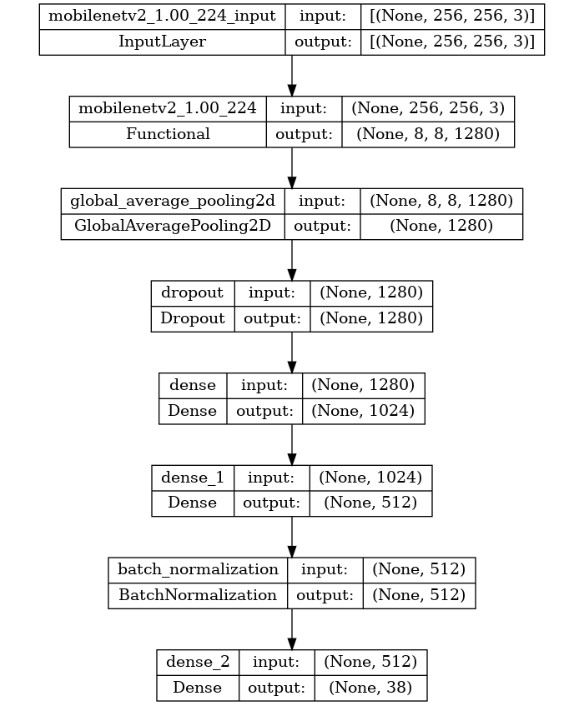 mobilenetv2_1.00_224_input input: [(None, 256, 256, 3)]
InputLayer output: [(None, 256, 256, 3)]
mobilenetv2_1.00_224 input: (None, 256, 256, 3)
Functional output: (None, 8, 8, 1280)
global_average_pooling2d input: (None, 8, 8, 1280)
GlobalAveragePooling2D output: (None, 1280)
dropout input: (None, 1280)
Dropout output: (None, 1280)
dense input: (None, 1280)
Dense output: (None, 1024)
dense_1 input: (None, 1024)
Dense output: (None, 512)
batch_normalization input: (None, 512)
BatchNormalization output: (None, 512)
dense_2 input: (None, 512)
Dense output: (None, 38)